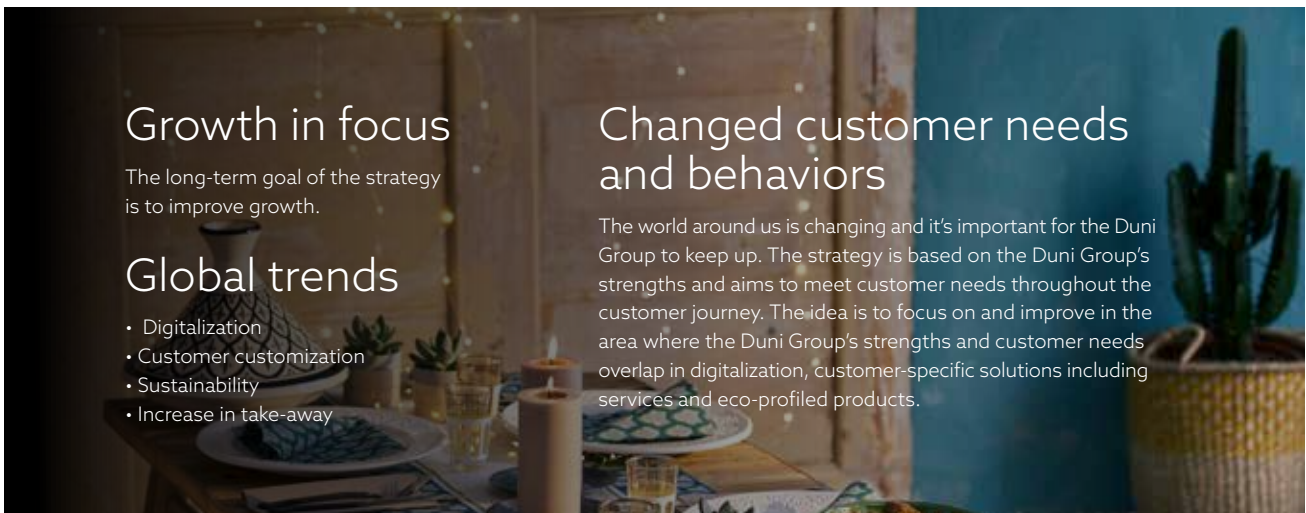 Growth in focus
The long-term goal of the strategy
is to improve growth.
Global trends
• Digitalization
• Customer customization
• Sustainability
• Increase in take-away
Changed customer needs
and behaviors
The world around us is changing and it’s important for the Duni
Group to keep up. The strategy is based on the Duni Group’s
strengths and aims to meet customer needs throughout the
customer journey. The idea is to focus on and improve in the
area where the Duni Group’s strengths and customer needs
overlap in digitalization, customer-specific solutions including
services and eco-profiled products.